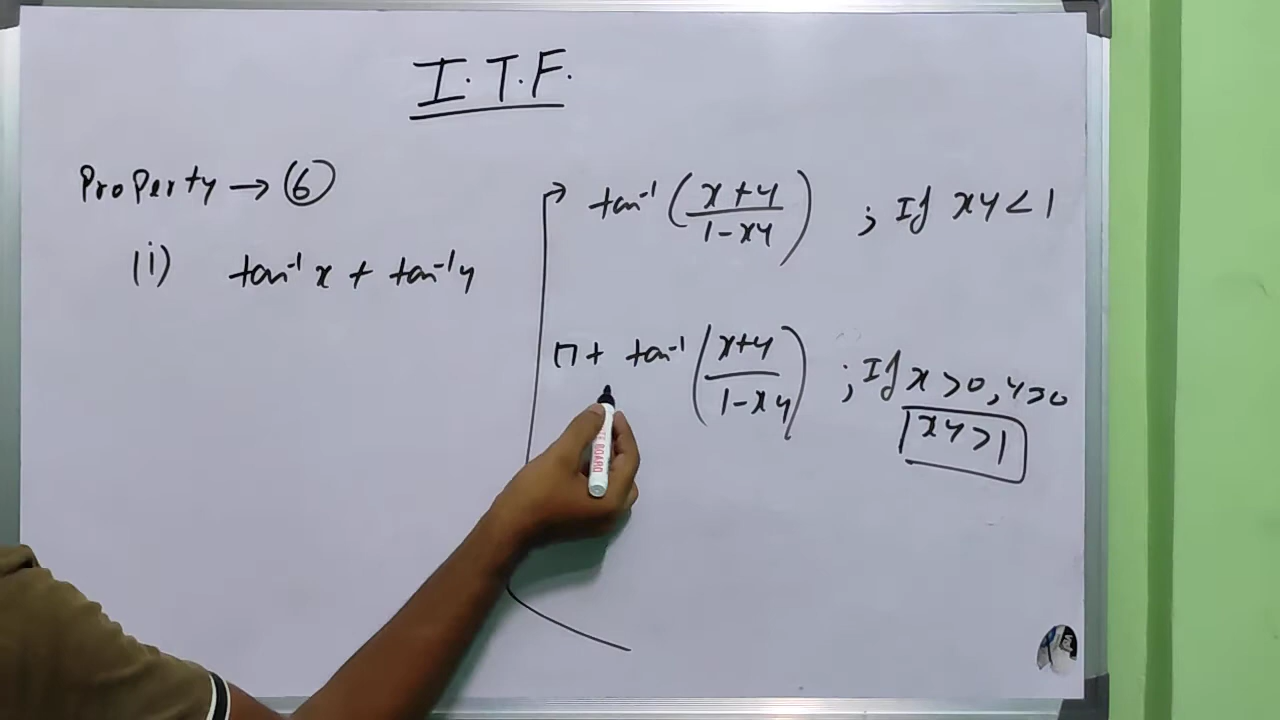 I.T.F.
Property → ⑥
(i) tan⁻¹x + tan⁻¹y
tan⁻¹(x+y/1-xy) ; If xy<1
π+ tan⁻¹(x+y/1-xy) ; If x>0, y>0
xy>1
BOARD